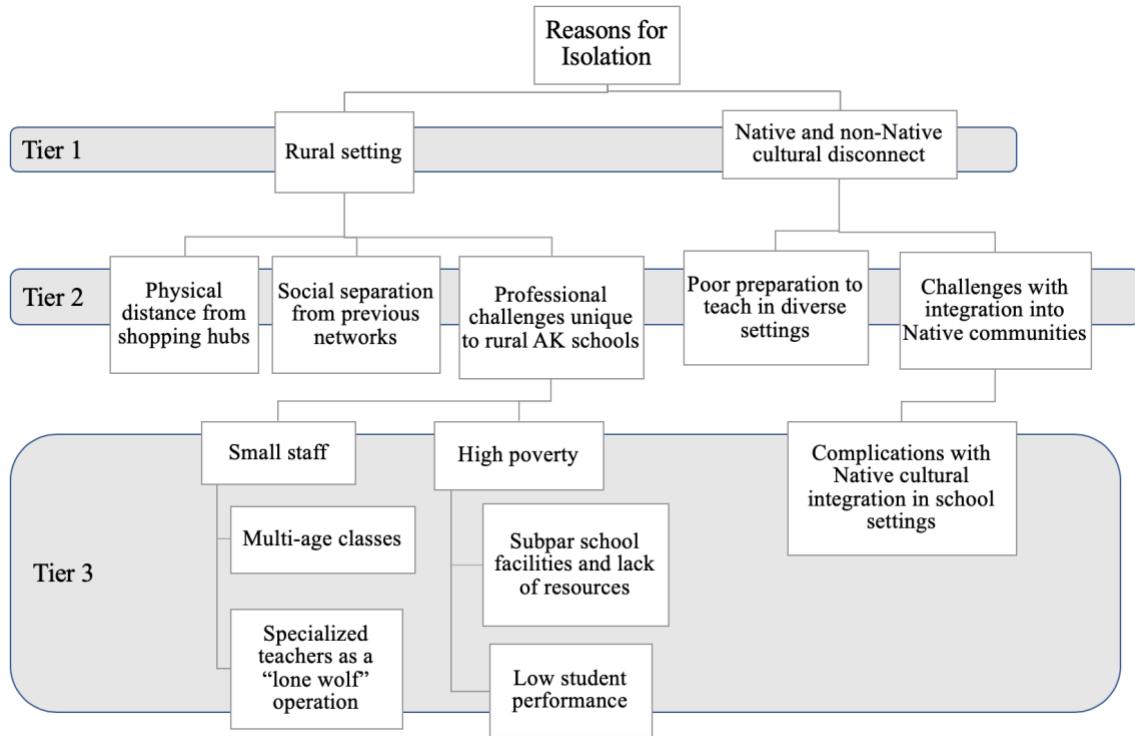 Reasons for
Isolation
Tier 1
Rural setting
Native and non-Native
cultural disconnect
Tier 2
Physical
distance from
shopping hubs
Social separation
from previous
networks
Professional
challenges unique
to rural AK schools
Poor preparation to
teach in diverse
settings
Challenges with
integration into
Native communities
Tier 3
Small staff
Multi-age classes
Specialized
teachers as a
“lone wolf”
operation
High poverty
Subpar school
facilities and lack
of resources
Low student
performance
Complications with
Native cultural
integration in school
settings